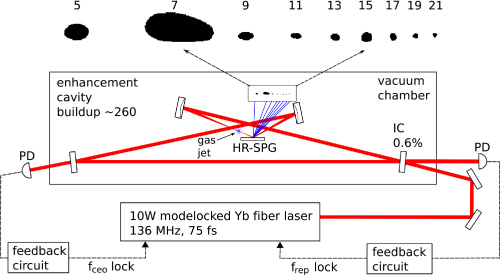 5 7 9 11 13 15 17 19 21
enhancement
cavity
buildup ~260
vacuum
chamber
gas
jet
HR-SPG
IC
0.6%
PD
PD
10W modelocked Yb fiber laser
136 MHz, 75 fs
feedback
circuit
fceo lock
frep lock
feedback
circuit